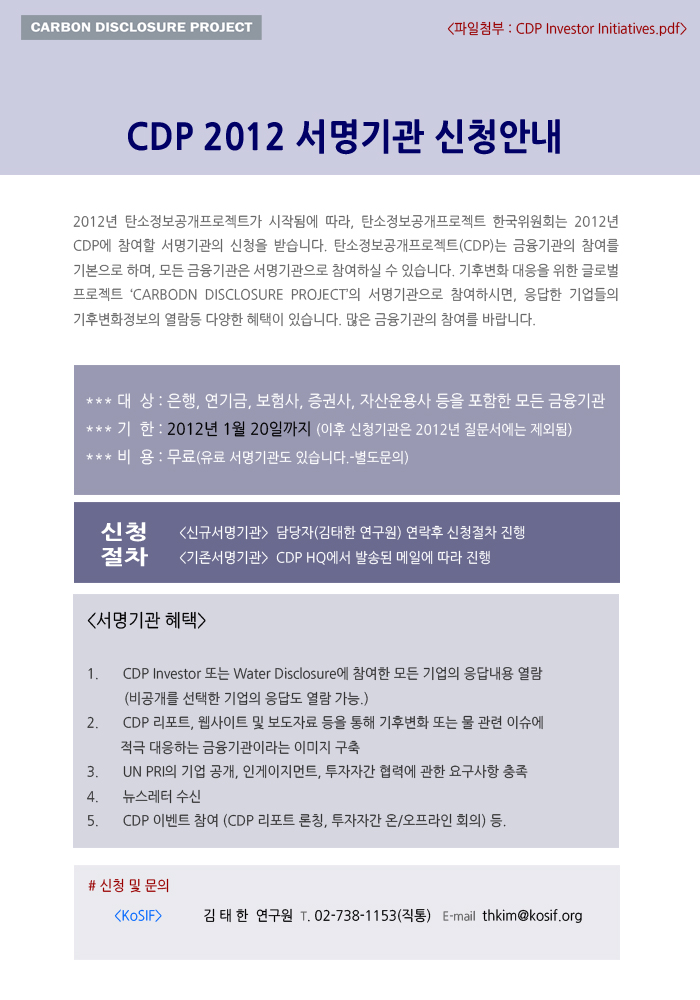 CARBON DISCLOSURE PROJECT
<파일첨부 : CDP Investor Initiatives.pdf>
CDP 2012 서명기관 신청안내
2012년 탄소정보공개프로젝트가 시작됨에 따라, 탄소정보공개프로젝트 한국위원회는 2012년
CDP에 참여할 서명기관의 신청을 받습니다. 탄소정보공개프로젝트(CDP)는 금융기관의 참여를
기본으로 하며, 모든 금융기관은 서명기관으로 참여하실 수 있습니다. 기후변화 대응을 위한 글로벌
프로젝트 ‘CARBODN DISCLOSURE PROJECT’의 서명기관으로 참여하시면, 응답한 기업들의
기후변화정보의 열람등 다양한 혜택이 있습니다. 많은 금융기관의 참여를 바랍니다.
*** 대 상 : 은행, 연기금, 보험사, 증권사, 자산운용사 등을 포함한 모든 금융기관
*** 기 한 : 2012년 1월 20일까지 (이후 신청기관은 2012년 질문서에는 제외됨)
*** 비 용 : 무료(유료 서명기관도 있습니다.-별도문의)
신청
절차
<신규서명기관> 담당자(김태한 연구원) 연락후 신청절차 진행
<기존서명기관> CDP HQ에서 발송된 메일에 따라 진행
<서명기관 혜택>
1. CDP Investor 또는 Water Disclosure에 참여한 모든 기업의 응답내용 열람
(비공개를 선택한 기업의 응답도 열람 가능.)
2. CDP 리포트, 웹사이트 및 보도자료 등을 통해 기후변화 또는 물 관련 이슈에
적극 대응하는 금융기관이라는 이미지 구축
3. UN PRI의 기업 공개, 인게이지먼트, 투자자간 협력에 관한 요구사항 충족
4. 뉴스레터 수신
5. CDP 이벤트 참여 (CDP 리포트 론칭, 투자자간 온/오프라인 회의) 등.
# 신청 및 문의
<KoSIF> 김 태 한 연구원 T. 02-738-1153(직통) E-mail thkim@kosif.org